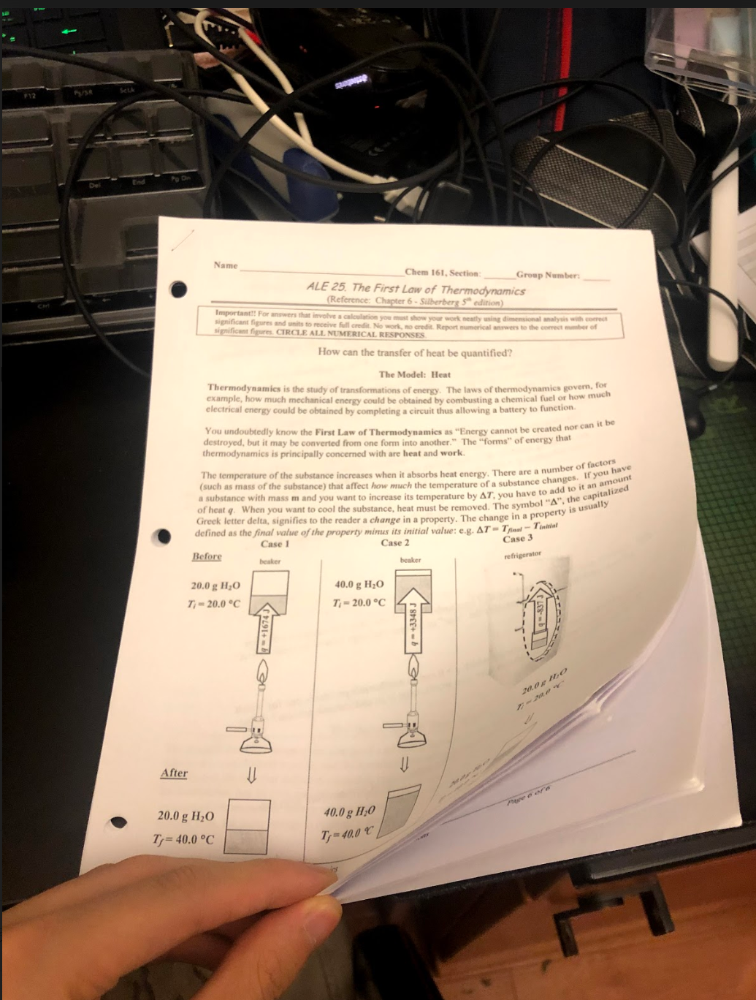 F12
Del
End
Pg Dn
Ctrl
Name
Chem 161, Section:
Group Number:
ALE 25. The First Law of Thermodynamics
(Reference: Chapter 6 - Silberberg 5th edition)
Important!! For answers that involve a calculation you must show your work neatly using dimensional analysis with correct
significant figures and units to receive full credit. No work, no credit. Report numerical answers to the correct number of
significant figures. CIRCLE ALL NUMERICAL RESPONSES.
How can the transfer of heat be quantified?
The Model: Heat
Thermodynamics is the study of transformations of energy. The laws of thermodynamics govern, for
example, how much mechanical energy could be obtained by combusting a chemical fuel or how much
electrical energy could be obtained by completing a circuit thus allowing a battery to function.
You undoubtedly know the First Law of Thermodynamics as “Energy cannot be created nor can it be
destroyed, but it may be converted from one form into another.” The “forms” of energy that
thermodynamics is principally concerned with are heat and work.
The temperature of the substance increases when it absorbs heat energy. There are a number of factors
(such as mass of the substance) that affect how much the temperature of a substance changes. If you have
a substance with mass m and you want to increase its temperature by ΔT, you have to add to it an amount
of heat q. When you want to cool the substance, heat must be removed. The symbol “Δ”, the capitalized
Greek letter delta, signifies to the reader a change in a property. The change in a property is usually
defined as the final value of the property minus its initial value: e.g. ΔT = Tfinal − Tinitial
Case 1
Case 2
Case 3
Before
beaker
beaker
refrigerator
20.0 g H₂O
Ti = 20.0 °C
q = +1674 J
40.0 g H₂O
Ti = 20.0 °C
q = +3348 J
q = -837 J
20.0 g H₂O
Ti = 20.0 °C
After
20.0 g H₂O
Tf = 40.0 °C
40.0 g H₂O
Tf = 40.0 °C
20.0 g H₂O
Page 6 of 6